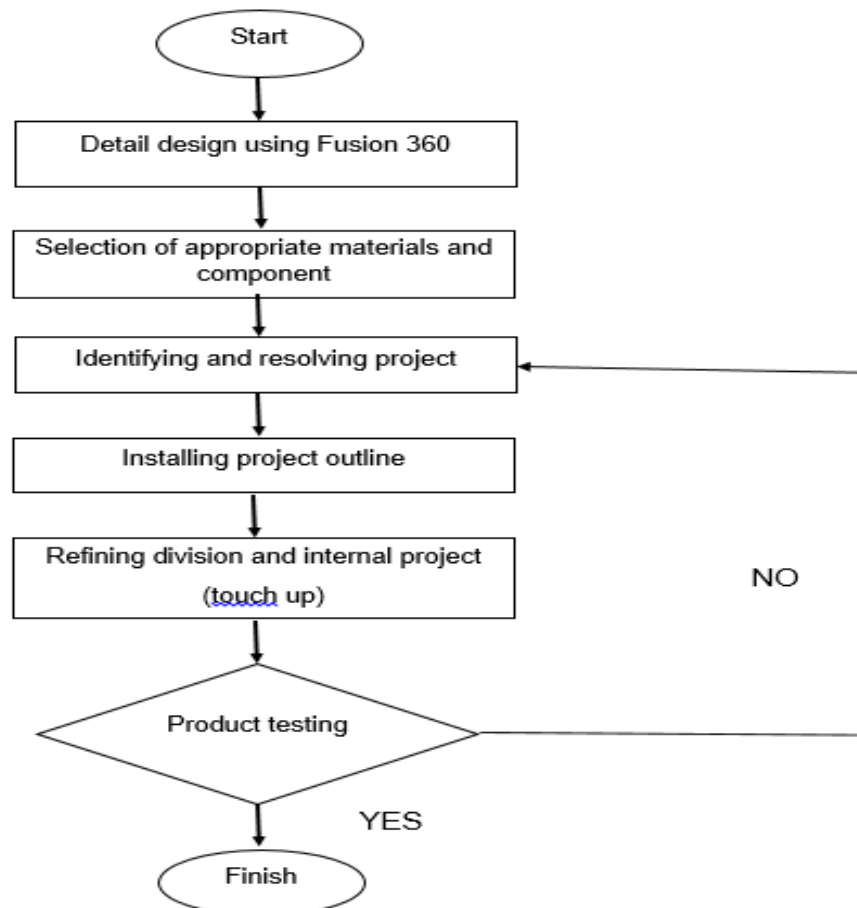 Start
Detail design using Fusion 360
Selection of appropriate materials and
component
Identifying and resolving project
Installing project outline
Refining division and internal project
(touch up)
NO
Product testing
YES
Finish